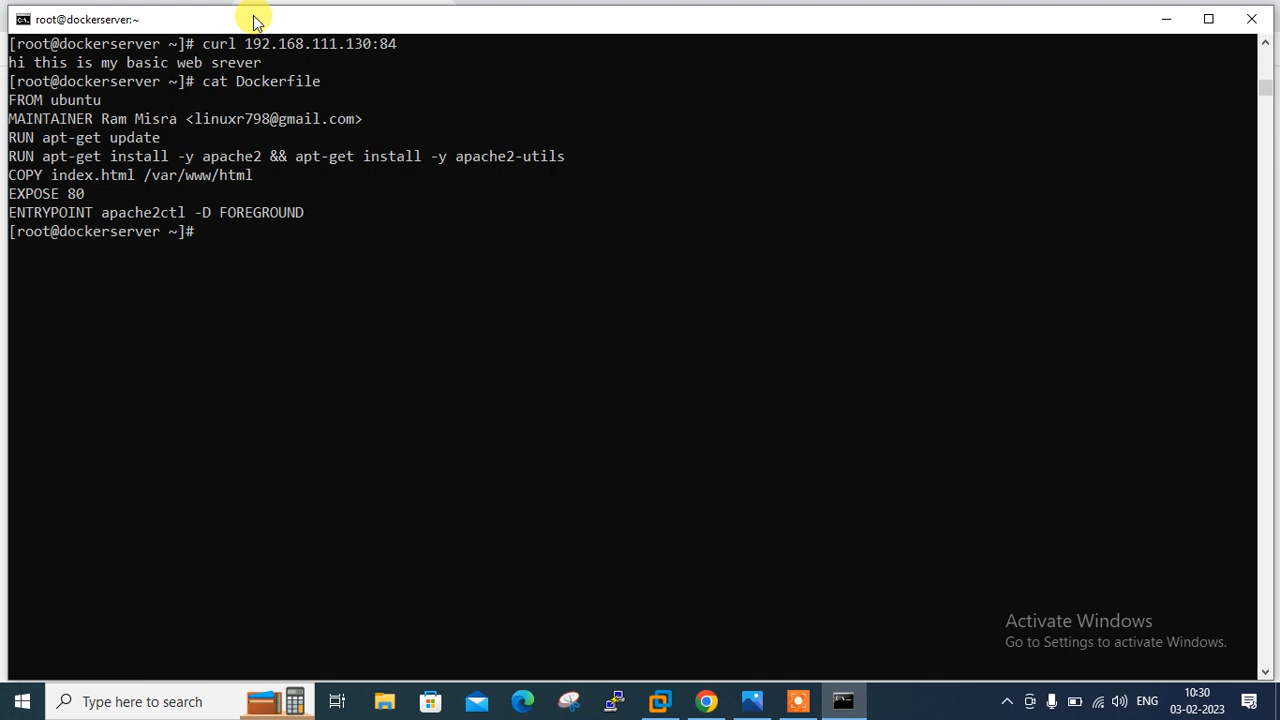 root@dockerserver:~
[root@dockerserver ~]# curl 192.168.111.130:84
hi this is my basic web srever
[root@dockerserver ~]# cat Dockerfile
FROM ubuntu
MAINTAINER Ram Misra <linuxr798@gmail.com>
RUN apt-get update
RUN apt-get install -y apache2 && apt-get install -y apache2-utils
COPY index.html /var/www/html
EXPOSE 80
ENTRYPOINT apache2ctl -D FOREGROUND
[root@dockerserver ~]#
Activate Windows
Go to Settings to activate Windows.
Type here to search
ENG
10:30
03-02-2023